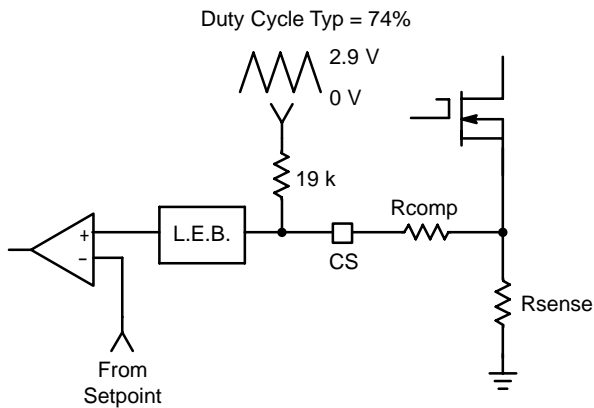 Duty Cycle Typ = 74%
2.9 V
0 V
19 k
Rcomp
L.E.B.
+
−
CS
Rsense
From
Setpoint